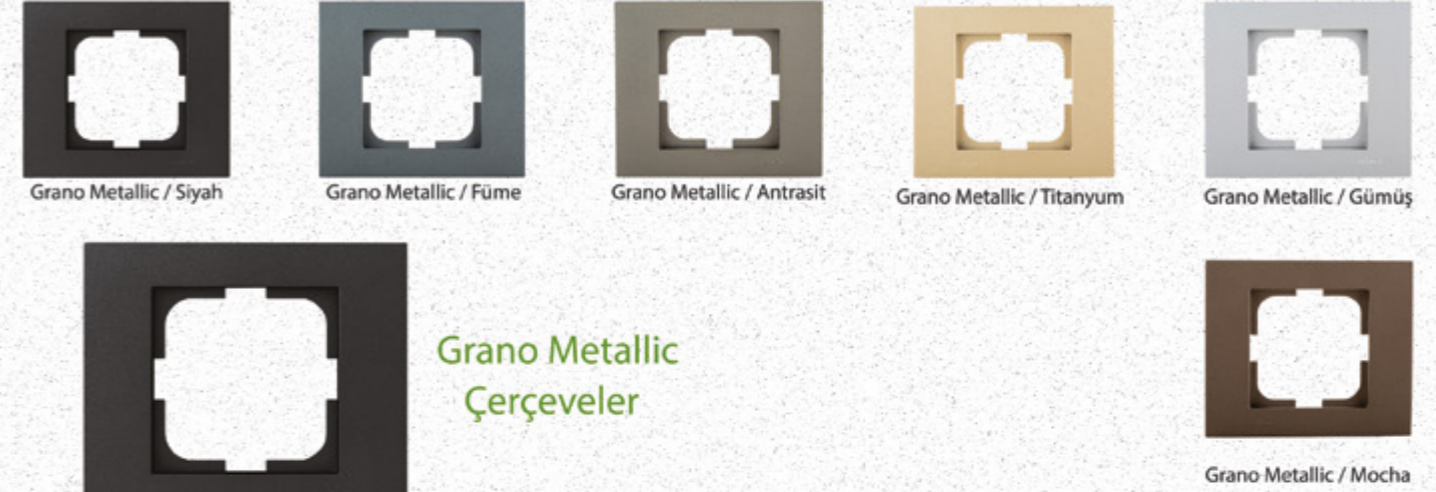 Grano Metallic / Siyah
Grano Metallic / Füme
Grano Metallic / Antrasit
Grano Metallic / Titanyum
Grano Metallic / Gümüş
Grano Metallic
Çerçeveler
Grano Metallic / Mocha